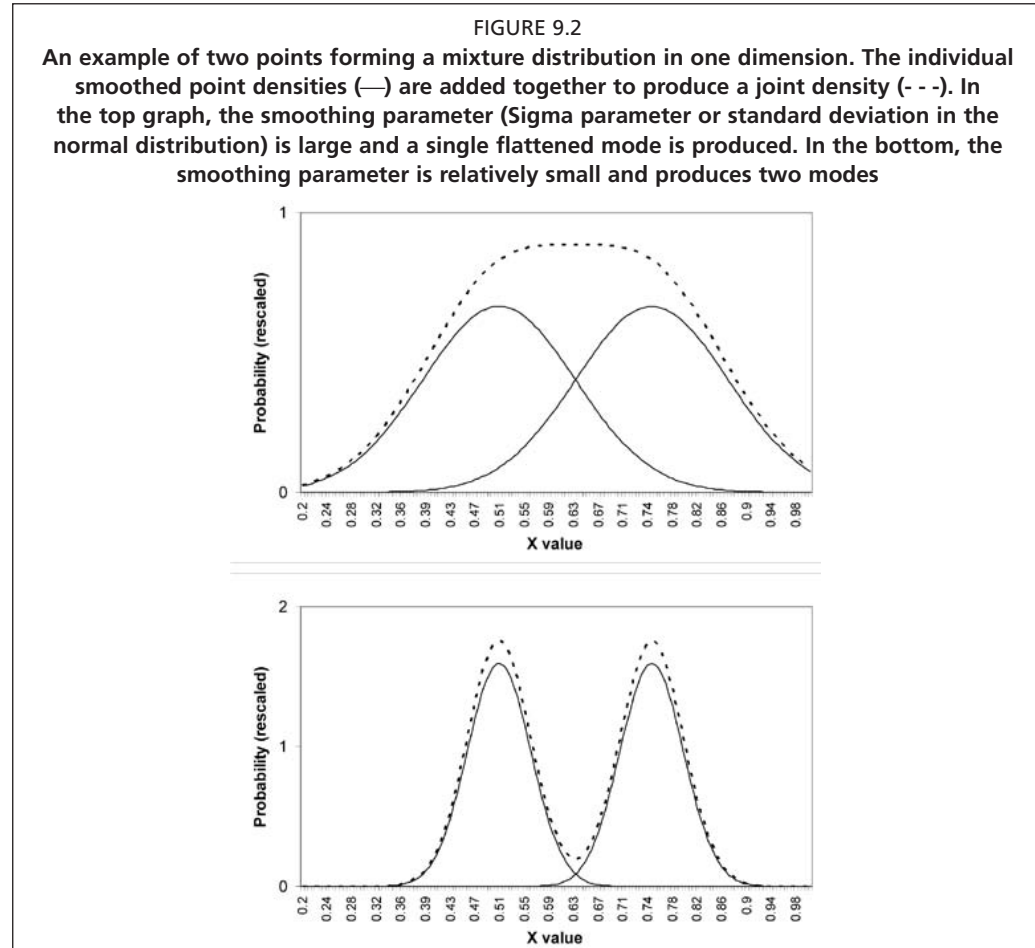 FIGURE 9.2
An example of two points forming a mixture distribution in one dimension. The individual
smoothed point densities (—) are added together to produce a joint density (- - -). In
the top graph, the smoothing parameter (Sigma parameter or standard deviation in the
normal distribution) is large and a single flattened mode is produced. In the bottom, the
smoothing parameter is relatively small and produces two modes
1
Probability (rescaled)
0
0.2 0.24 0.28 0.32 0.36 0.39 0.43 0.47 0.51 0.55 0.59 0.63 0.67 0.71 0.74 0.78 0.82 0.86 0.9 0.94 0.98
X value
2
Probability (rescaled)
1
0
0.2 0.24 0.28 0.32 0.36 0.39 0.43 0.47 0.51 0.55 0.59 0.63 0.67 0.71 0.74 0.78 0.82 0.86 0.9 0.94 0.98
X value